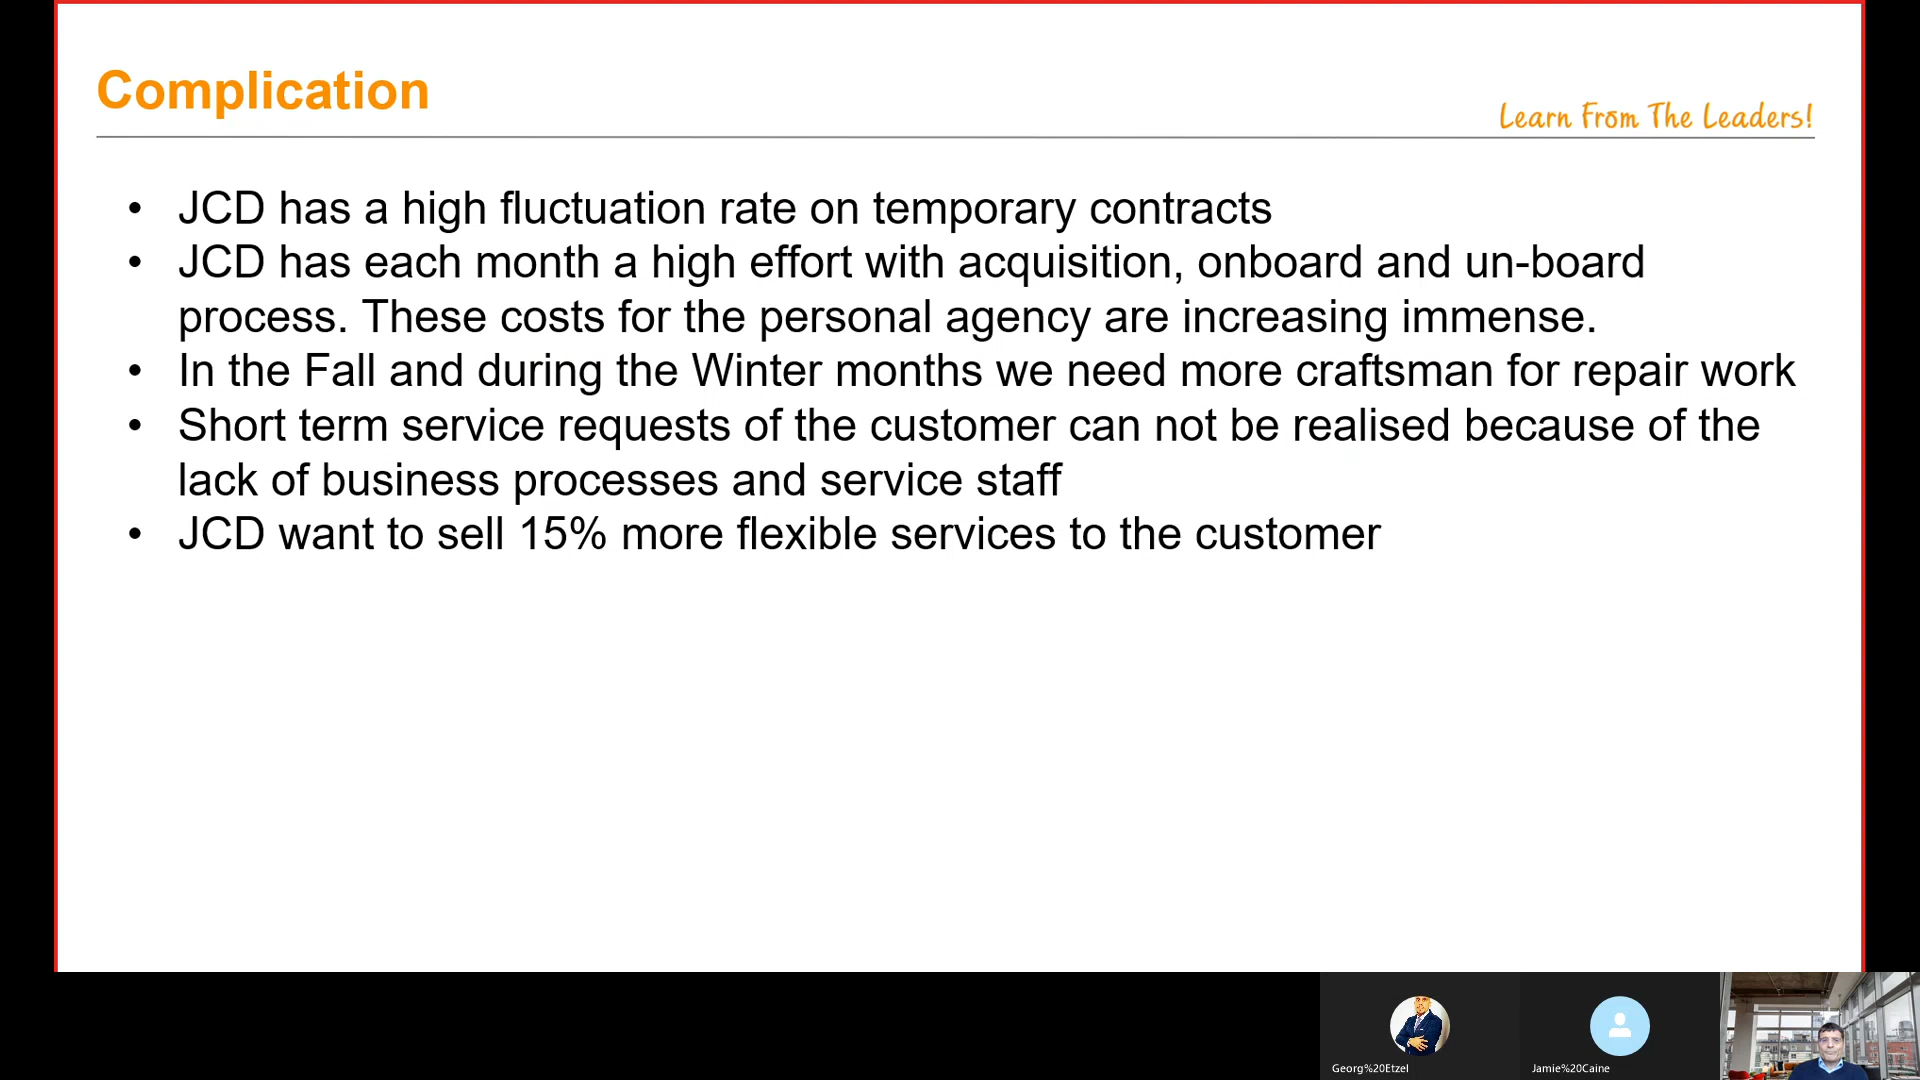 Complication
Learn From The Leaders!
• JCD has a high fluctuation rate on temporary contracts
• JCD has each month a high effort with acquisition, onboard and un-board
process. These costs for the personal agency are increasing immense.
• In the Fall and during the Winter months we need more craftsman for repair work
• Short term service requests of the customer can not be realised because of the
lack of business processes and service staff
• JCD want to sell 15% more flexible services to the customer
Georg%20Etzel
Jamie%20Caine